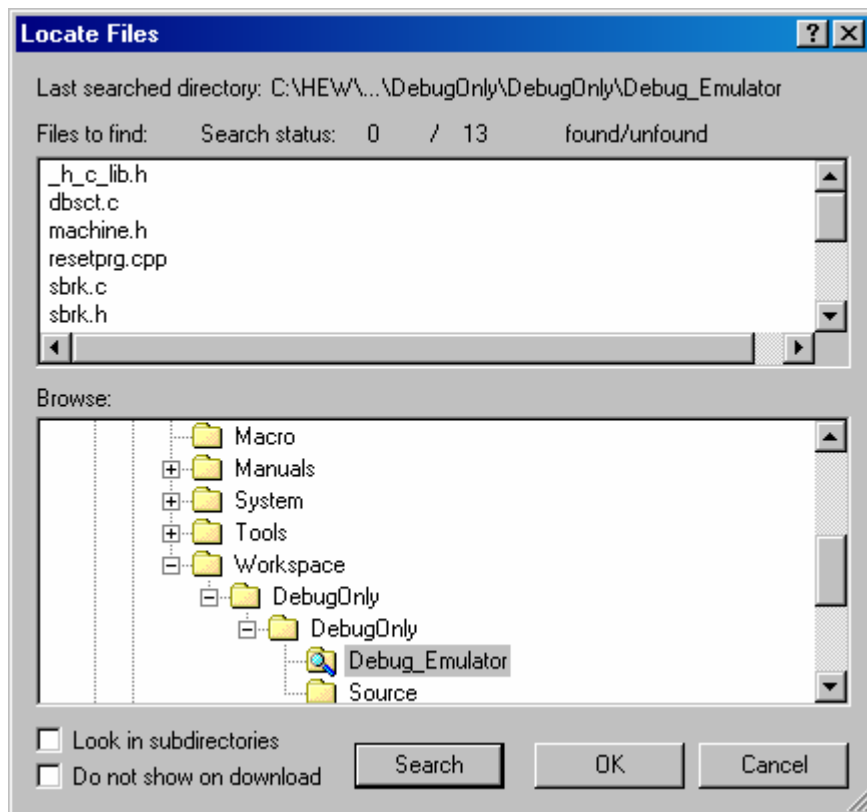 Locate Files
Last searched directory: C:\HEW\...\DebugOnly\DebugOnly\Debug_Emulator
Files to find: Search status: 0 / 13 found/unfound
_h_c_lib.h
dbsct.c
machine.h
resetprg.cpp
sbrk.c
sbrk.h
Browse:
Macro
Manuals
System
Tools
Workspace
DebugOnly
DebugOnly
Debug_Emulator
Source
Look in subdirectories
Do not show on download
Search OK Cancel